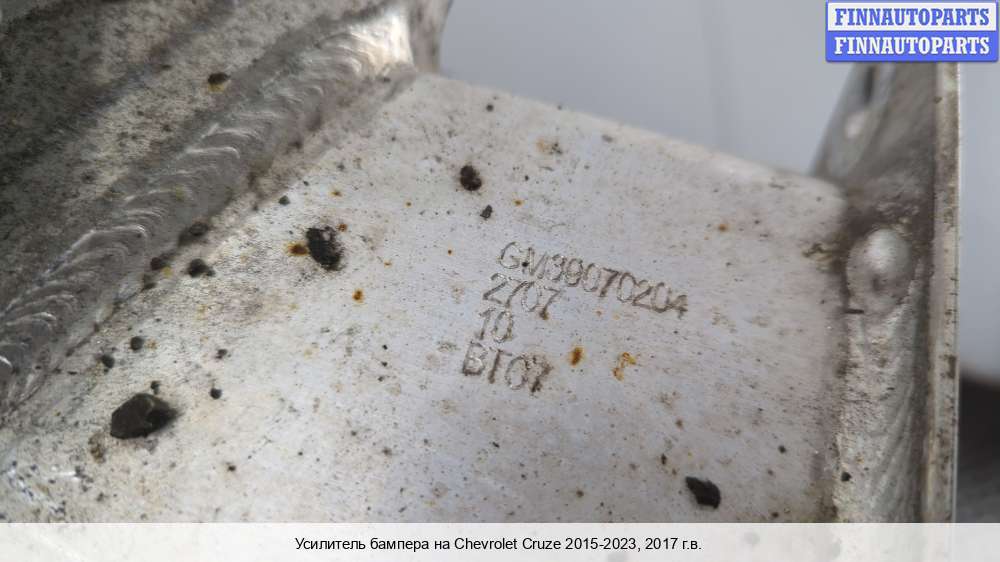 FINNAUTOPARTS
FINNAUTOPARTS
GM39070204
2707
10
BT07
Усилитель бампера на Chevrolet Cruze 2015-2023, 2017 г.в.